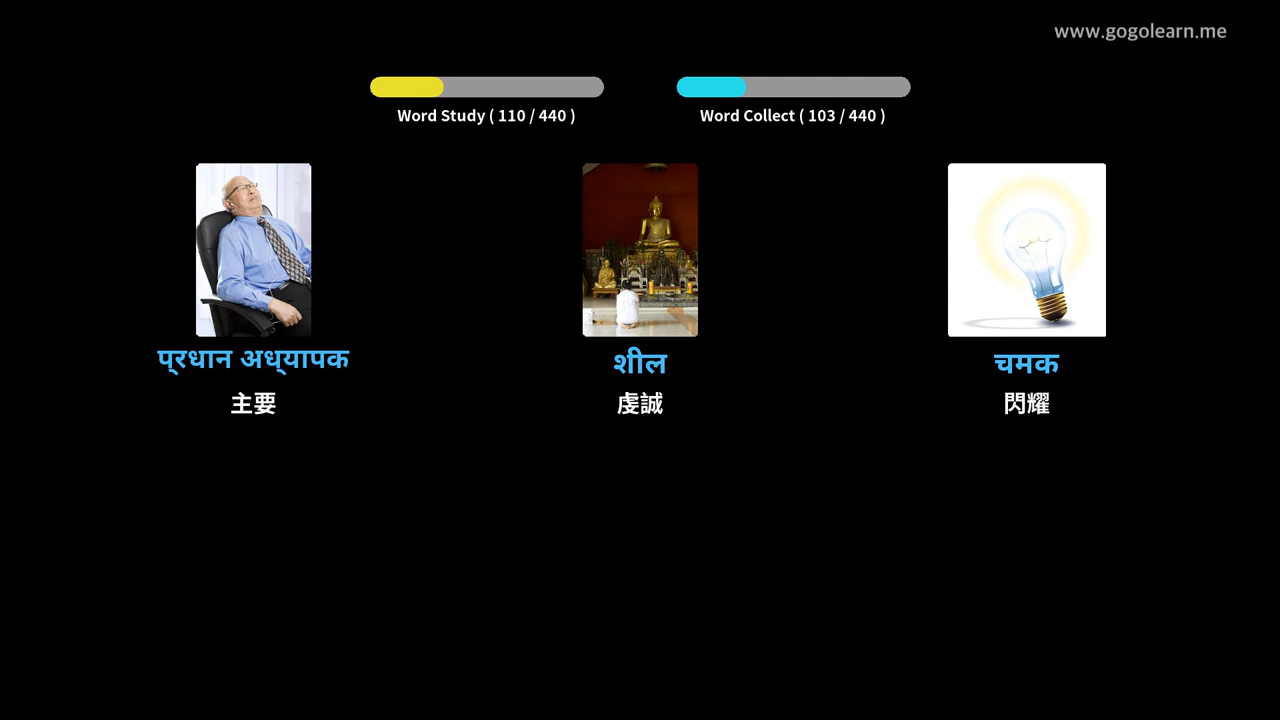 www.gogolearn.me
Word Study ( 110 / 440 )
Word Collect ( 103 / 440 )
प्रधान अध्यापक
शील
चमक
主要
虔誠
閃耀